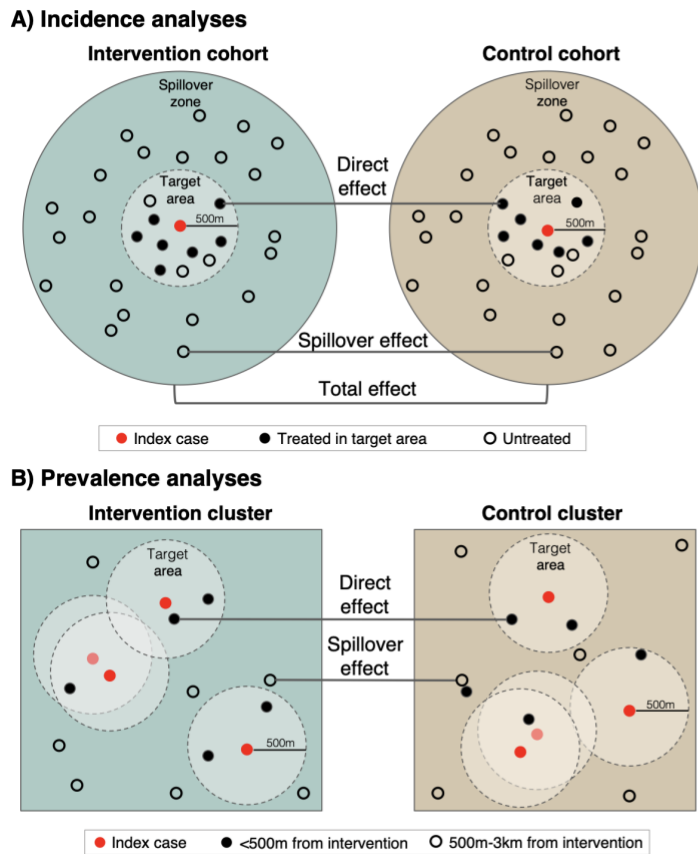 A) Incidence analyses
Intervention cohort
Control cohort
Spillover
zone
Spillover
zone
Direct
effect
Target
area
Target
area
500m
500m
Spillover effect
Total effect
Index case
Treated in target area
Untreated
B) Prevalence analyses
Intervention cluster
Control cluster
Target
area
Target
area
Direct
effect
Spillover
effect
500m
500m
Index case
<500m from intervention
500m-3km from intervention